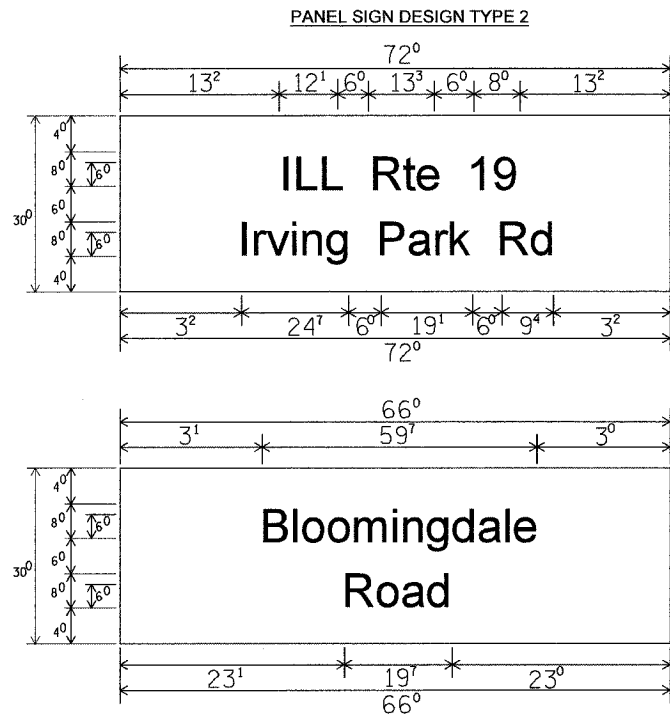 PANEL SIGN DESIGN TYPE 2
72⁰
13² 12¹ 6⁰ 13³ 6⁰ 8⁰ 13²
30⁰ 4⁰ 8⁰ 6⁰ 6⁰ 8⁰ 6⁰ 4⁰
ILL Rte 19
Irving Park Rd
3² 24⁷ 6⁰ 19¹ 6⁰ 9⁴ 3²
72⁰
66⁰
3¹ 59⁷ 3⁰
30⁰ 4⁰ 8⁰ 6⁰ 6⁰ 8⁰ 6⁰ 4⁰
Bloomingdale
Road
23¹ 19⁷ 23⁰
66⁰